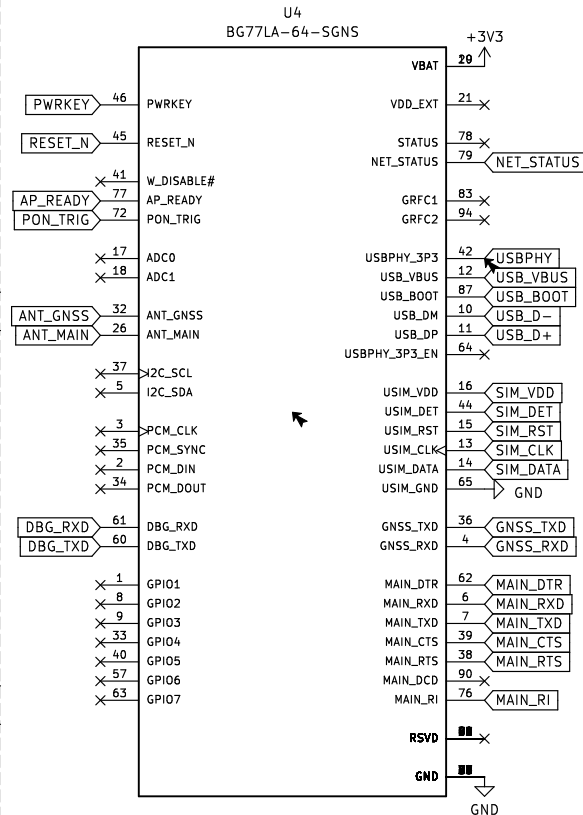 U4
BG77LA-64-SGNS
+3V3
VBAT
PWRKEY 46 PWRKEY VDD_EXT 21
RESET_N 45 RESET_N STATUS 78
NET_STATUS 79 NET_STATUS
41 W_DISABLE#
AP_READY 77 AP_READY GRFC1 83
PON_TRIG 72 PON_TRIG GRFC2 94
17 ADC0 USBPHY_3P3 42 USBPHY
18 ADC1 USB_VBUS 12 USB_VBUS
USB_BOOT 87 USB_BOOT
ANT_GNSS 32 ANT_GNSS USB_DM 10 USB_D-
ANT_MAIN 26 ANT_MAIN USB_DP 11 USB_D+
USBPHY_3P3_EN 64
37 I2C_SCL
5 I2C_SDA USIM_VDD 16 SIM_VDD
USIM_DET 44 SIM_DET
3 PCM_CLK USIM_RST 15 SIM_RST
35 PCM_SYNC USIM_CLK 13 SIM_CLK
2 PCM_DIN USIM_DATA 14 SIM_DATA
34 PCM_DOUT USIM_GND 65 GND
DBG_RXD 61 DBG_RXD GNSS_TXD 36 GNSS_TXD
DBG_TXD 60 DBG_TXD GNSS_RXD 4 GNSS_RXD
1 GPIO1 MAIN_DTR 62 MAIN_DTR
8 GPIO2 MAIN_RXD 6 MAIN_RXD
9 GPIO3 MAIN_TXD 7 MAIN_TXD
33 GPIO4 MAIN_CTS 39 MAIN_CTS
40 GPIO5 MAIN_RTS 38 MAIN_RTS
57 GPIO6 MAIN_DCD 90
63 GPIO7 MAIN_RI 76 MAIN_RI
RSVD
GND
GND